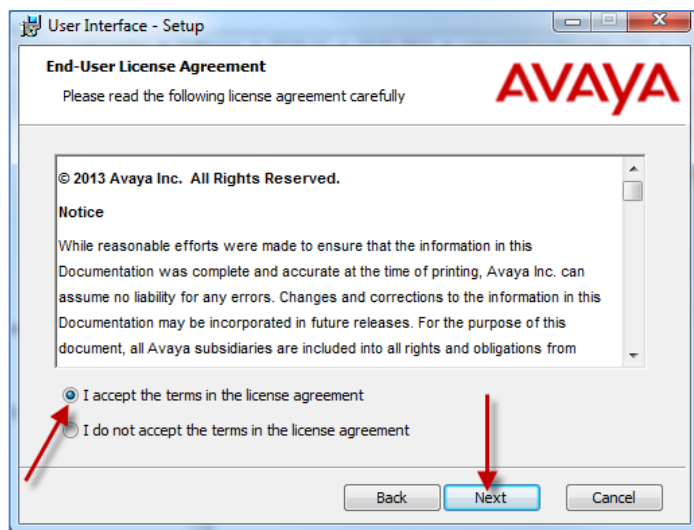 User Interface - Setup
End-User License Agreement
Please read the following license agreement carefully
AVAYA
© 2013 Avaya Inc. All Rights Reserved.
Notice
While reasonable efforts were made to ensure that the information in this
Documentation was complete and accurate at the time of printing, Avaya Inc. can
assume no liability for any errors. Changes and corrections to the information in this
Documentation may be incorporated in future releases. For the purpose of this
document, all Avaya subsidiaries are included into all rights and obligations from
I accept the terms in the license agreement
I do not accept the terms in the license agreement
Back
Next
Cancel